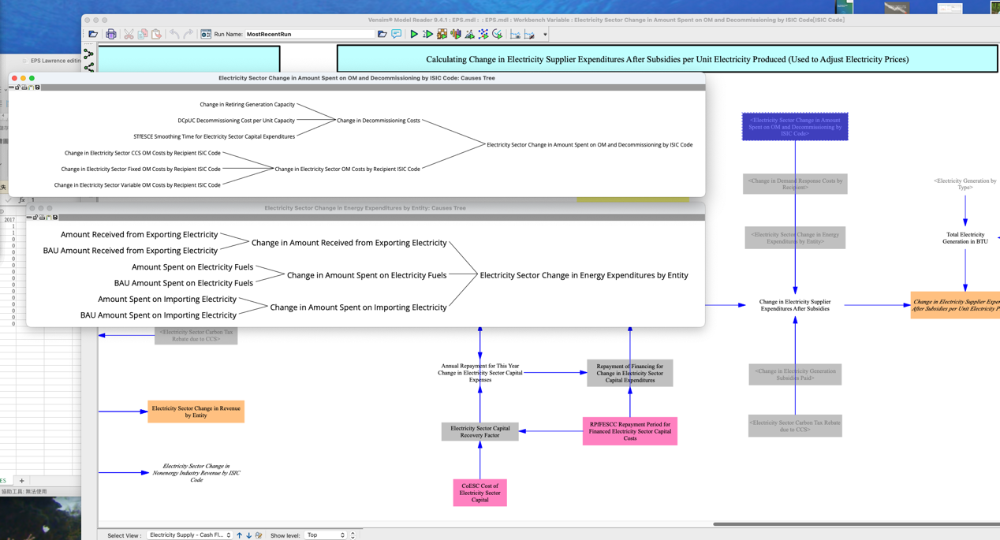 Vensim® Model Reader 9.4.1 : EPS.mdl : : EPS.mdl : Workbench Variable : Electricity Sector Change in Amount Spent on OM and Decommissioning by ISIC Code[ISIC Code]
Run Name: MostRecentRun
EPS Lawrence editin
Calculating Change in Electricity Supplier Expenditures After Subsidies per Unit Electricity Produced (Used to Adjust Electricity Prices)
Electricity Sector Change in Amount Spent on OM and Decommissioning by ISIC Code: Causes Tree
Change in Retiring Generation Capacity
DCpUC Decommissioning Cost per Unit Capacity
STfESCE Smoothing Time for Electricity Sector Capital Expenditures
Change in Decommissioning Costs
Change in Electricity Sector CCS OM Costs by Recipient ISIC Code
Change in Electricity Sector Fixed OM Costs by Recipient ISIC Code
Change in Electricity Sector Variable OM Costs by Recipient ISIC Code
Change in Electricity Sector OM Costs by Recipient ISIC Code
Electricity Sector Change in Amount Spent on OM and Decommissioning by ISIC Code
fx 1
2017
1
1
0
0
0
0
0
0
0
0
0
0
0
0
Electricity Sector Change in Energy Expenditures by Entity: Causes Tree
Amount Received from Exporting Electricity
BAU Amount Received from Exporting Electricity
Change in Amount Received from Exporting Electricity
Amount Spent on Electricity Fuels
BAU Amount Spent on Electricity Fuels
Change in Amount Spent on Electricity Fuels
Amount Spent on Importing Electricity
BAU Amount Spent on Importing Electricity
Change in Amount Spent on Importing Electricity
Electricity Sector Change in Energy Expenditures by Entity
<Electricity Sector Change in Amount
Spent on OM and Decommissioning by
ISIC Code>
<Change in Demand Response Costs by
Recipient>
<Electricity Sector Change in Energy
Expenditures by Entity>
<Electricity Generation by
Type>
Total Electricity
Generation in BTU
Change in Electricity Supplier
Expenditures After Subsidies
Change in Electricity Supplier Expen
After Subsidies per Unit Electricity P
<Electricity Sector Carbon Tax
Rebate due to CCS>
Annual Repayment for This Year
Change in Electricity Sector Capital
Expenses
Repayment of Financing for
Change in Electricity Sector
Capital Expenditures
<Change in Electricity Generation
Subsidies Paid>
Electricity Sector Change in Revenue
by Entity
Electricity Sector Capital
Recovery Factor
RPfFESCC Repayment Period for
Financed Electricity Sector Capital
Costs
<Electricity Sector Carbon Tax Rebate
due to CCS>
Electricity Sector Change in
Nonenergy Industry Revenue by ISIC
Code
CoESC Cost of
Electricity Sector
Capital
ES +
協助工具: 無法使用
Select View : Electricity Supply - Cash Fl... Show level: Top